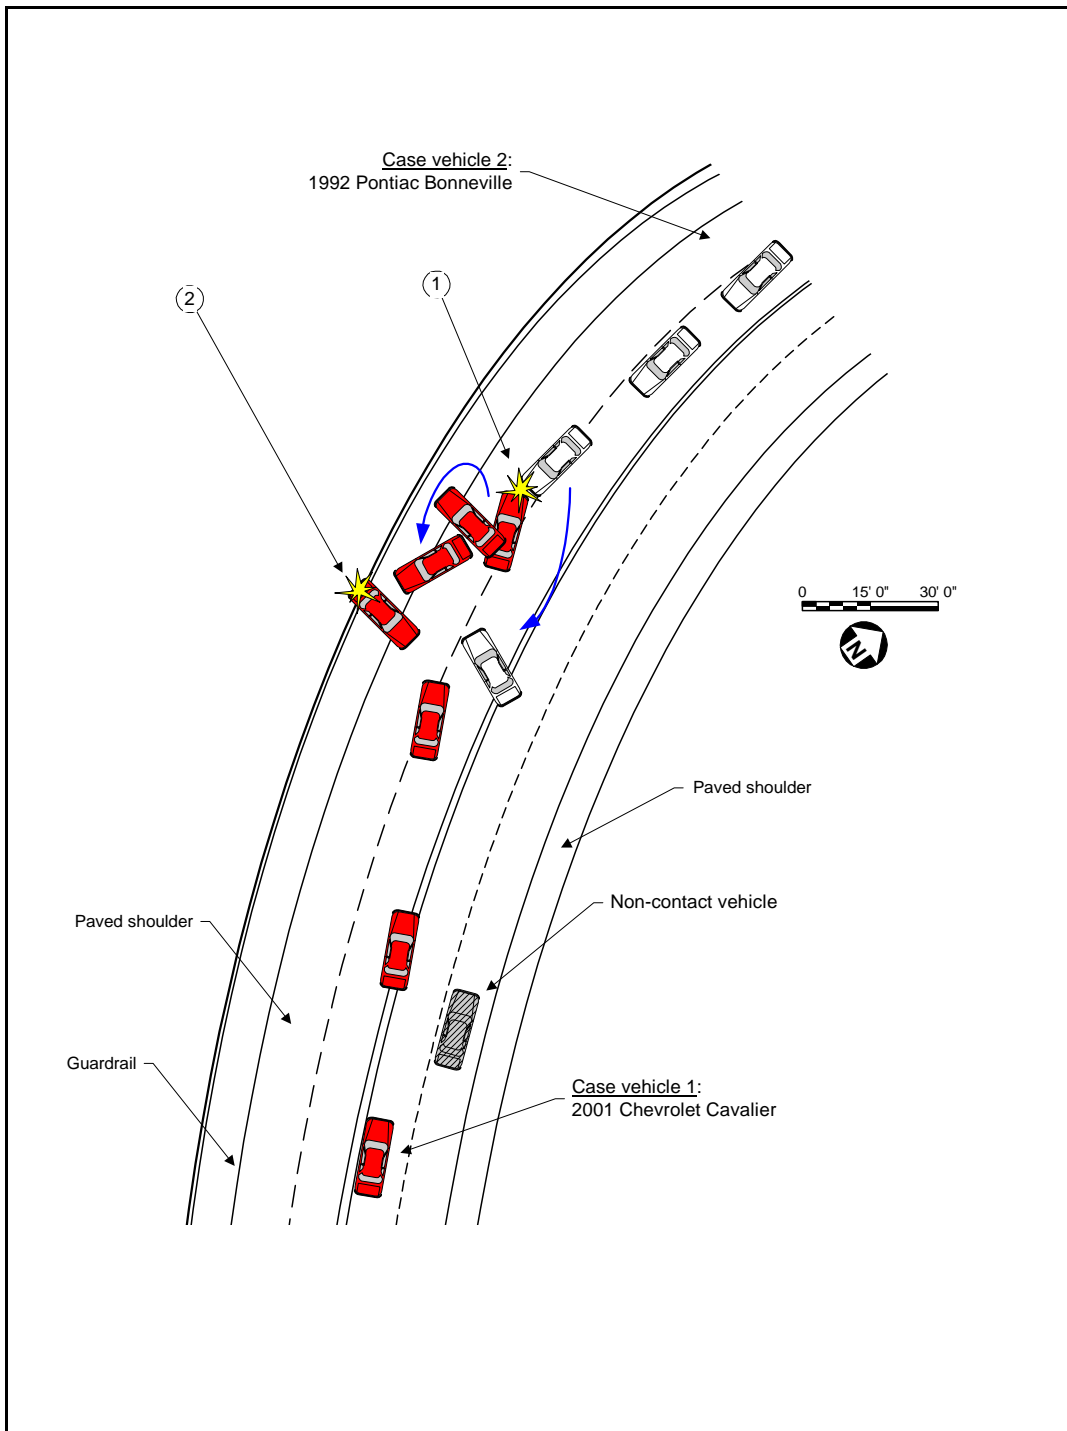 Case vehicle 2:
1992 Pontiac Bonneville
1
2
0 15' 0" 30' 0"
N
Paved shoulder
Non-contact vehicle
Paved shoulder
Guardrail
Case vehicle 1:
2001 Chevrolet Cavalier